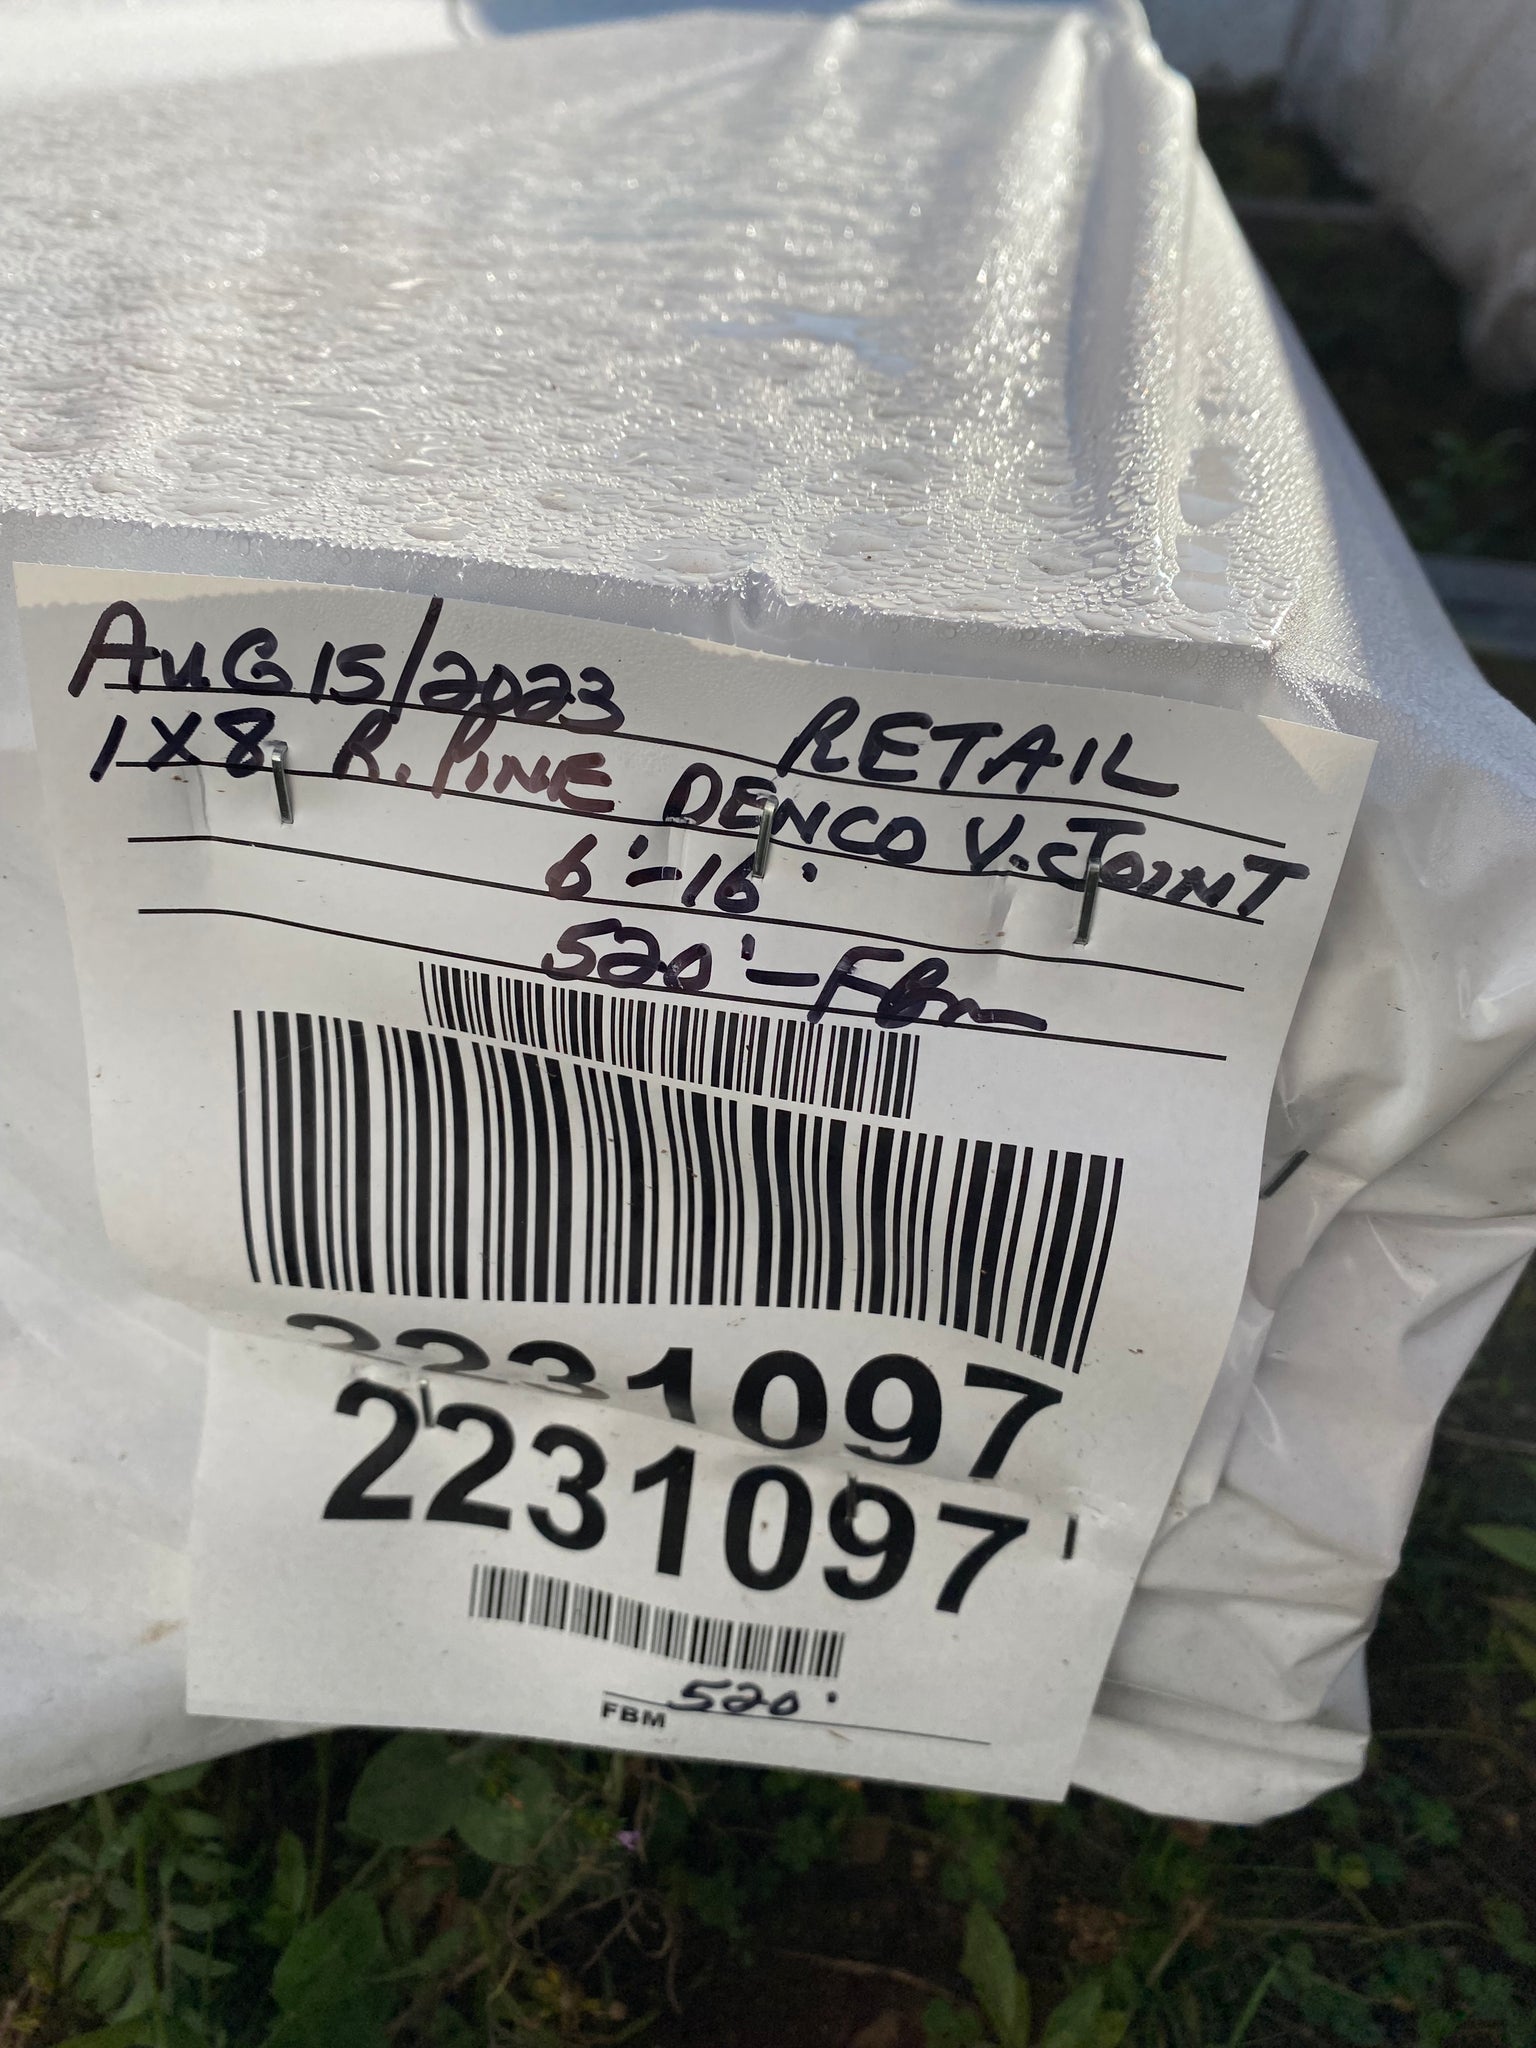 AUG 15/2023 RETAIL
1X8 R. PINE DENCO V. JOINT
6'-16'
520'-FBM
2231097
2231097
FBM 520'